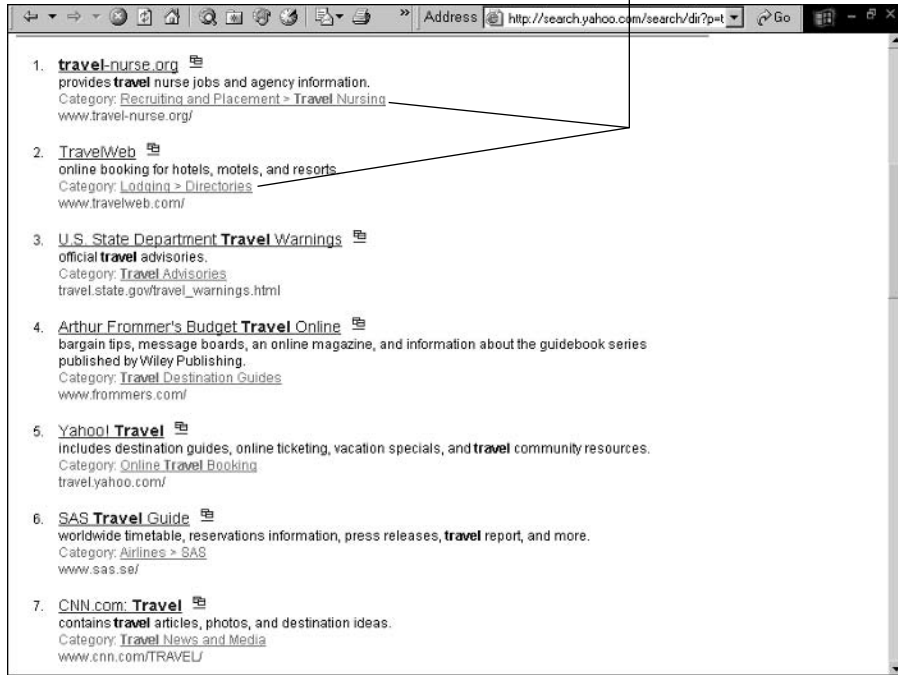 » Address http://search.yahoo.com/search/dir?p=t Go
1. travel-nurse.org
provides travel nurse jobs and agency information.
Category: Recruiting and Placement > Travel Nursing
www.travel-nurse.org/
2. TravelWeb
online booking for hotels, motels, and resorts.
Category: Lodging > Directories
www.travelweb.com/
3. U.S. State Department Travel Warnings
official travel advisories.
Category: Travel Advisories
travel.state.gov/travel_warnings.html
4. Arthur Frommer's Budget Travel Online
bargain tips, message boards, an online magazine, and information about the guidebook series
published by Wiley Publishing.
Category: Travel Destination Guides
www.frommers.com/
5. Yahoo! Travel
includes destination guides, online ticketing, vacation specials, and travel community resources.
Category: Online Travel Booking
travel.yahoo.com/
6. SAS Travel Guide
worldwide timetable, reservations information, press releases, travel report, and more.
Category: Airlines > SAS
www.sas.se/
7. CNN.com: Travel
contains travel articles, photos, and destination ideas.
Category: Travel News and Media
www.cnn.com/TRAVEL/